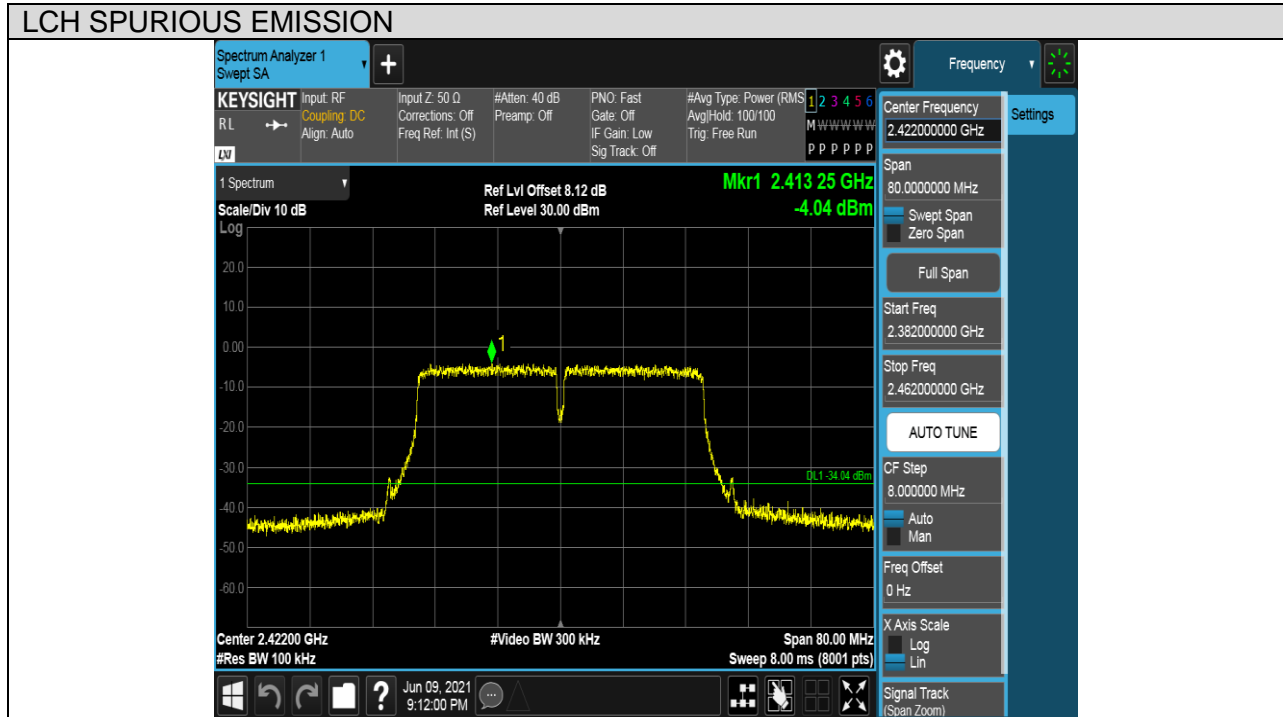 LCH SPURIOUS EMISSION
Spectrum Analyzer 1
Swept SA
+
Frequency
KEYSIGHT
RL
LXI
Input: RF
Coupling: DC
Align: Auto
Input Z: 50 Ω
Corrections: Off
Freq Ref: Int (S)
#Atten: 40 dB
Preamp: Off
PNO: Fast
Gate: Off
IF Gain: Low
Sig Track: Off
#Avg Type: Power (RMS
Avg|Hold: 100/100
Trig: Free Run
1 2 3 4 5 6
M W W W W W
P P P P P P
1 Spectrum
Scale/Div 10 dB
Ref Lvl Offset 8.12 dB
Ref Level 30.00 dBm
Mkr1 2.413 25 GHz
-4.04 dBm
Log
20.0
10.0
0.00
-10.0
-20.0
-30.0
-40.0
-50.0
-60.0
1
DL1 -34.04 dBm
Center 2.42200 GHz
#Res BW 100 kHz
#Video BW 300 kHz
Span 80.00 MHz
Sweep 8.00 ms (8001 pts)
Center Frequency
2.422000000 GHz
Settings
Span
80.0000000 MHz
Swept Span
Zero Span
Full Span
Start Freq
2.382000000 GHz
Stop Freq
2.462000000 GHz
AUTO TUNE
CF Step
8.000000 MHz
Auto
Man
Freq Offset
0 Hz
X Axis Scale
Log
Lin
Signal Track
(Span Zoom)
?
Jun 09, 2021
9:12:00 PM